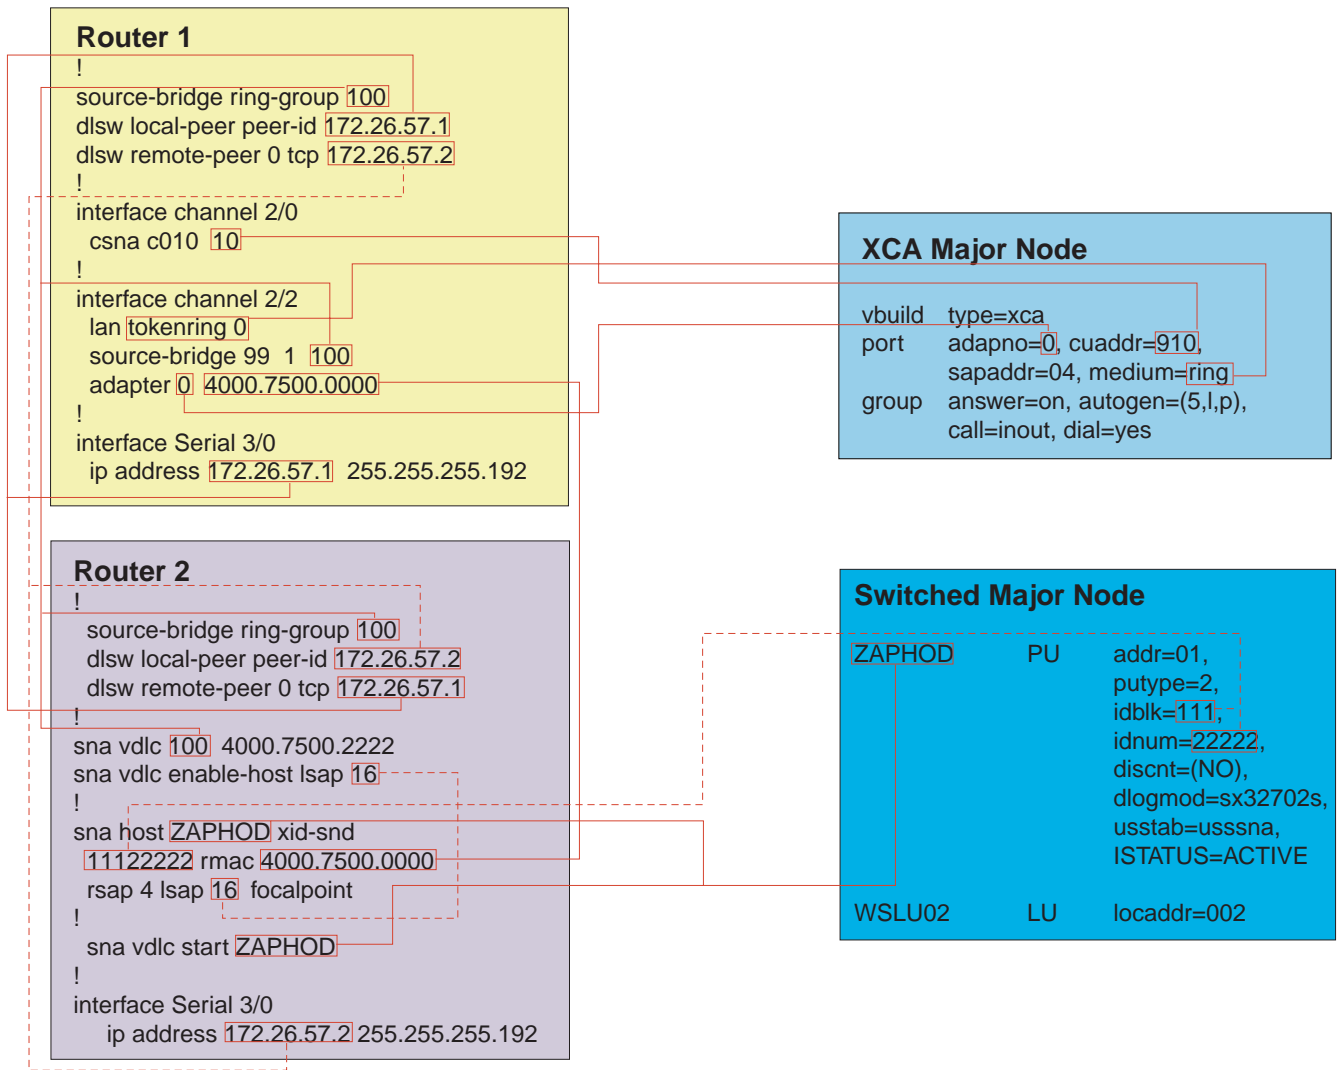 Router 1
!
source-bridge ring-group 100
dlsw local-peer peer-id 172.26.57.1
dlsw remote-peer 0 tcp 172.26.57.2
!
interface channel 2/0
csna c010 10
!
interface channel 2/2
lan tokenring 0
source-bridge 99 1 100
adapter 0 4000.7500.0000
!
interface Serial 3/0
ip address 172.26.57.1 255.255.255.192
XCA Major Node
vbuild type=xca
port adapno=0, cuaddr=910,
sapaddr=04, medium=ring
group answer=on, autogen=(5,l,p),
call=inout, dial=yes
Router 2
!
source-bridge ring-group 100
dlsw local-peer peer-id 172.26.57.2
dlsw remote-peer 0 tcp 172.26.57.1
!
sna vdlc 100 4000.7500.2222
sna vdlc enable-host lsap 16
!
sna host ZAPHOD xid-snd
11122222 rmac 4000.7500.0000
rsap 4 lsap 16 focalpoint
!
sna vdlc start ZAPHOD
!
interface Serial 3/0
ip address 172.26.57.2 255.255.255.192
Switched Major Node
ZAPHOD PU addr=01,
putype=2,
idblk=111,
idnum=22222,
discnt=(NO),
dlogmod=sx32702s,
usstab=usssna,
ISTATUS=ACTIVE
WSLU02 LU locaddr=002